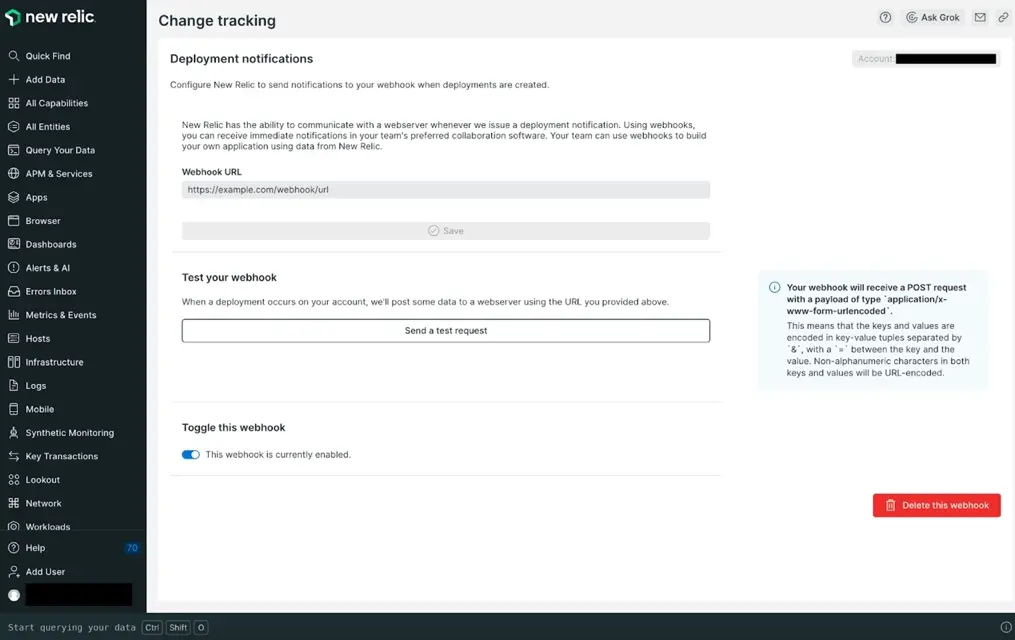 new relic
Change tracking
Ask Grok
Quick Find
Add Data
All Capabilities
All Entities
Query Your Data
APM & Services
Apps
Browser
Dashboards
Alerts & AI
Errors Inbox
Metrics & Events
Hosts
Infrastructure
Logs
Mobile
Synthetic Monitoring
Key Transactions
Lookout
Network
Workloads
Help 70
Add User
Deployment notifications
Account:
Configure New Relic to send notifications to your webhook when deployments are created.
New Relic has the ability to communicate with a webserver whenever we issue a deployment notification. Using webhooks,
you can receive immediate notifications in your team's preferred collaboration software. Your team can use webhooks to build
your own application using data from New Relic.
Webhook URL
https://example.com/webhook/url
Save
Test your webhook
When a deployment occurs on your account, we'll post some data to a webserver using the URL you provided above.
Send a test request
Your webhook will receive a POST request
with a payload of type `application/x-
www-form-urlencoded`.
This means that the keys and values are
encoded in key-value tuples separated by
`&`, with a `=` between the key and the
value. Non-alphanumeric characters in both
keys and values will be URL-encoded.
Toggle this webhook
This webhook is currently enabled.
Delete this webhook
Start querying your data Ctrl Shift O